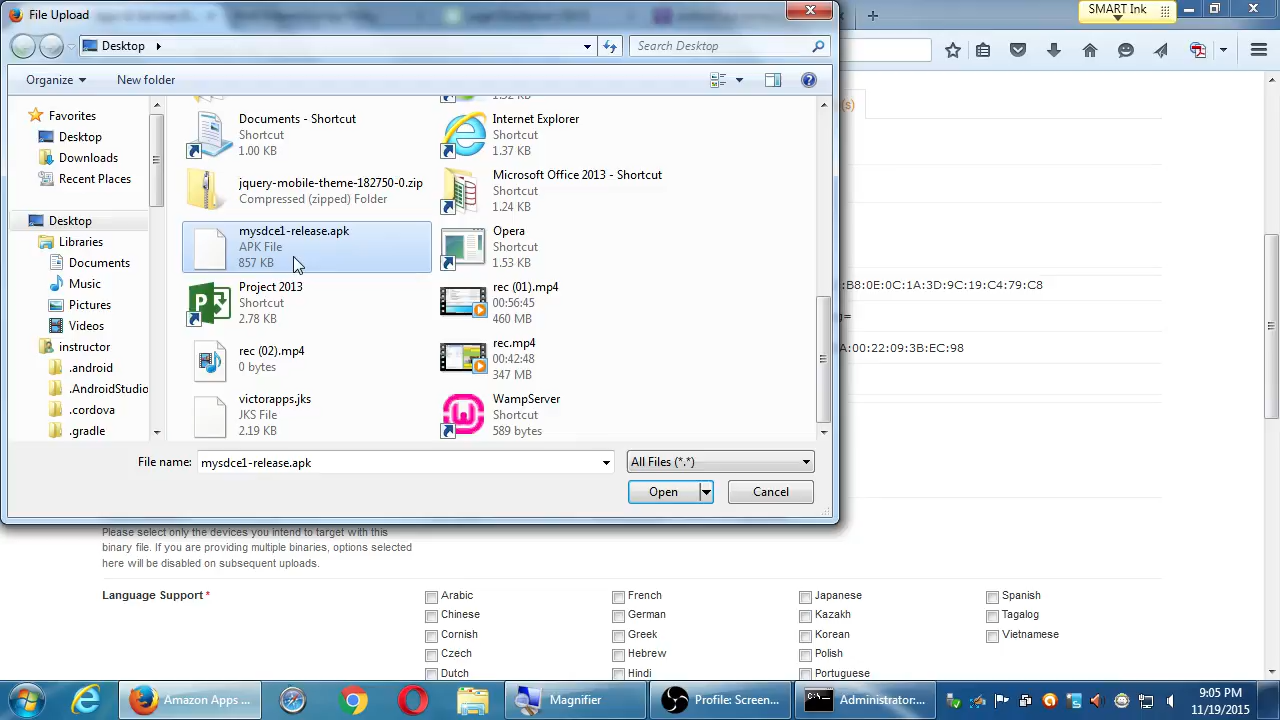 File Upload
SMART Ink
Desktop
Search Desktop
Organize
New folder
Favorites
Desktop
Downloads
Recent Places
Desktop
Libraries
Documents
Music
Pictures
Videos
instructor
.android
.AndroidStudio
.cordova
.gradle
Documents - Shortcut
Shortcut
1.00 KB
Internet Explorer
Shortcut
1.37 KB
jquery-mobile-theme-182750-0.zip
Compressed (zipped) Folder
Microsoft Office 2013 - Shortcut
Shortcut
1.24 KB
mysdce1-release.apk
APK File
857 KB
Opera
Shortcut
1.53 KB
Project 2013
Shortcut
2.78 KB
rec (01).mp4
00:56:45
460 MB
rec (02).mp4
0 bytes
rec.mp4
00:42:48
347 MB
victorapps.jks
JKS File
2.19 KB
WampServer
Shortcut
589 bytes
File name: mysdce1-release.apk
All Files (*.*)
Open
Cancel
(s)
:B8:0E:0C:1A:3D:9C:19:C4:79:C8
g=
A:00:22:09:3B:EC:98
Please select only the devices you intend to target with this
binary file. If you are providing multiple binaries, options selected
here will be disabled on subsequent uploads.
Language Support *
Arabic French Japanese Spanish
Chinese German Kazakh Tagalog
Cornish Greek Korean Vietnamese
Czech Hebrew Polish
Dutch Hindi Portuguese
Amazon Apps ...
Magnifier
Profile: Screen...
Administrator:...
9:05 PM
11/19/2015